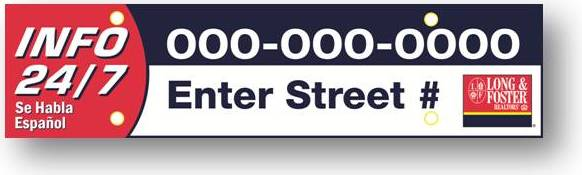 INFO
24/7
Se Habla
Español
000-000-0000
Enter Street #
LONG &
FOSTER
REALTORS®